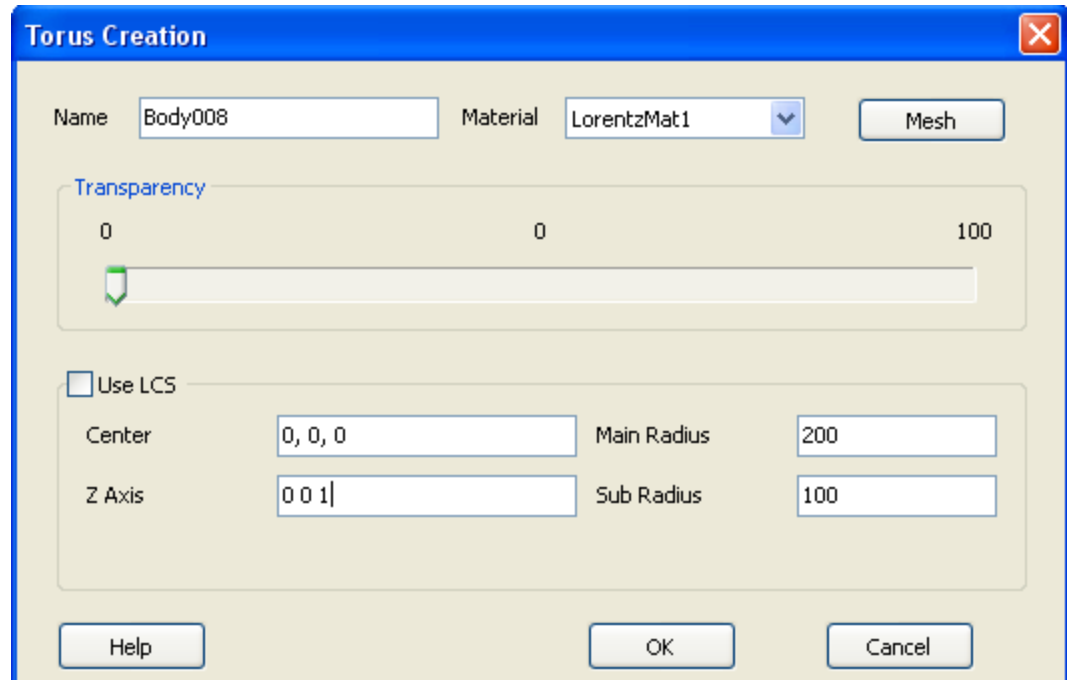 Torus Creation
Name Body008 Material LorentzMat1 Mesh
Transparency
0 0 100
Use LCS
Center 0, 0, 0 Main Radius 200
Z Axis 0 0 1 Sub Radius 100
Help OK Cancel